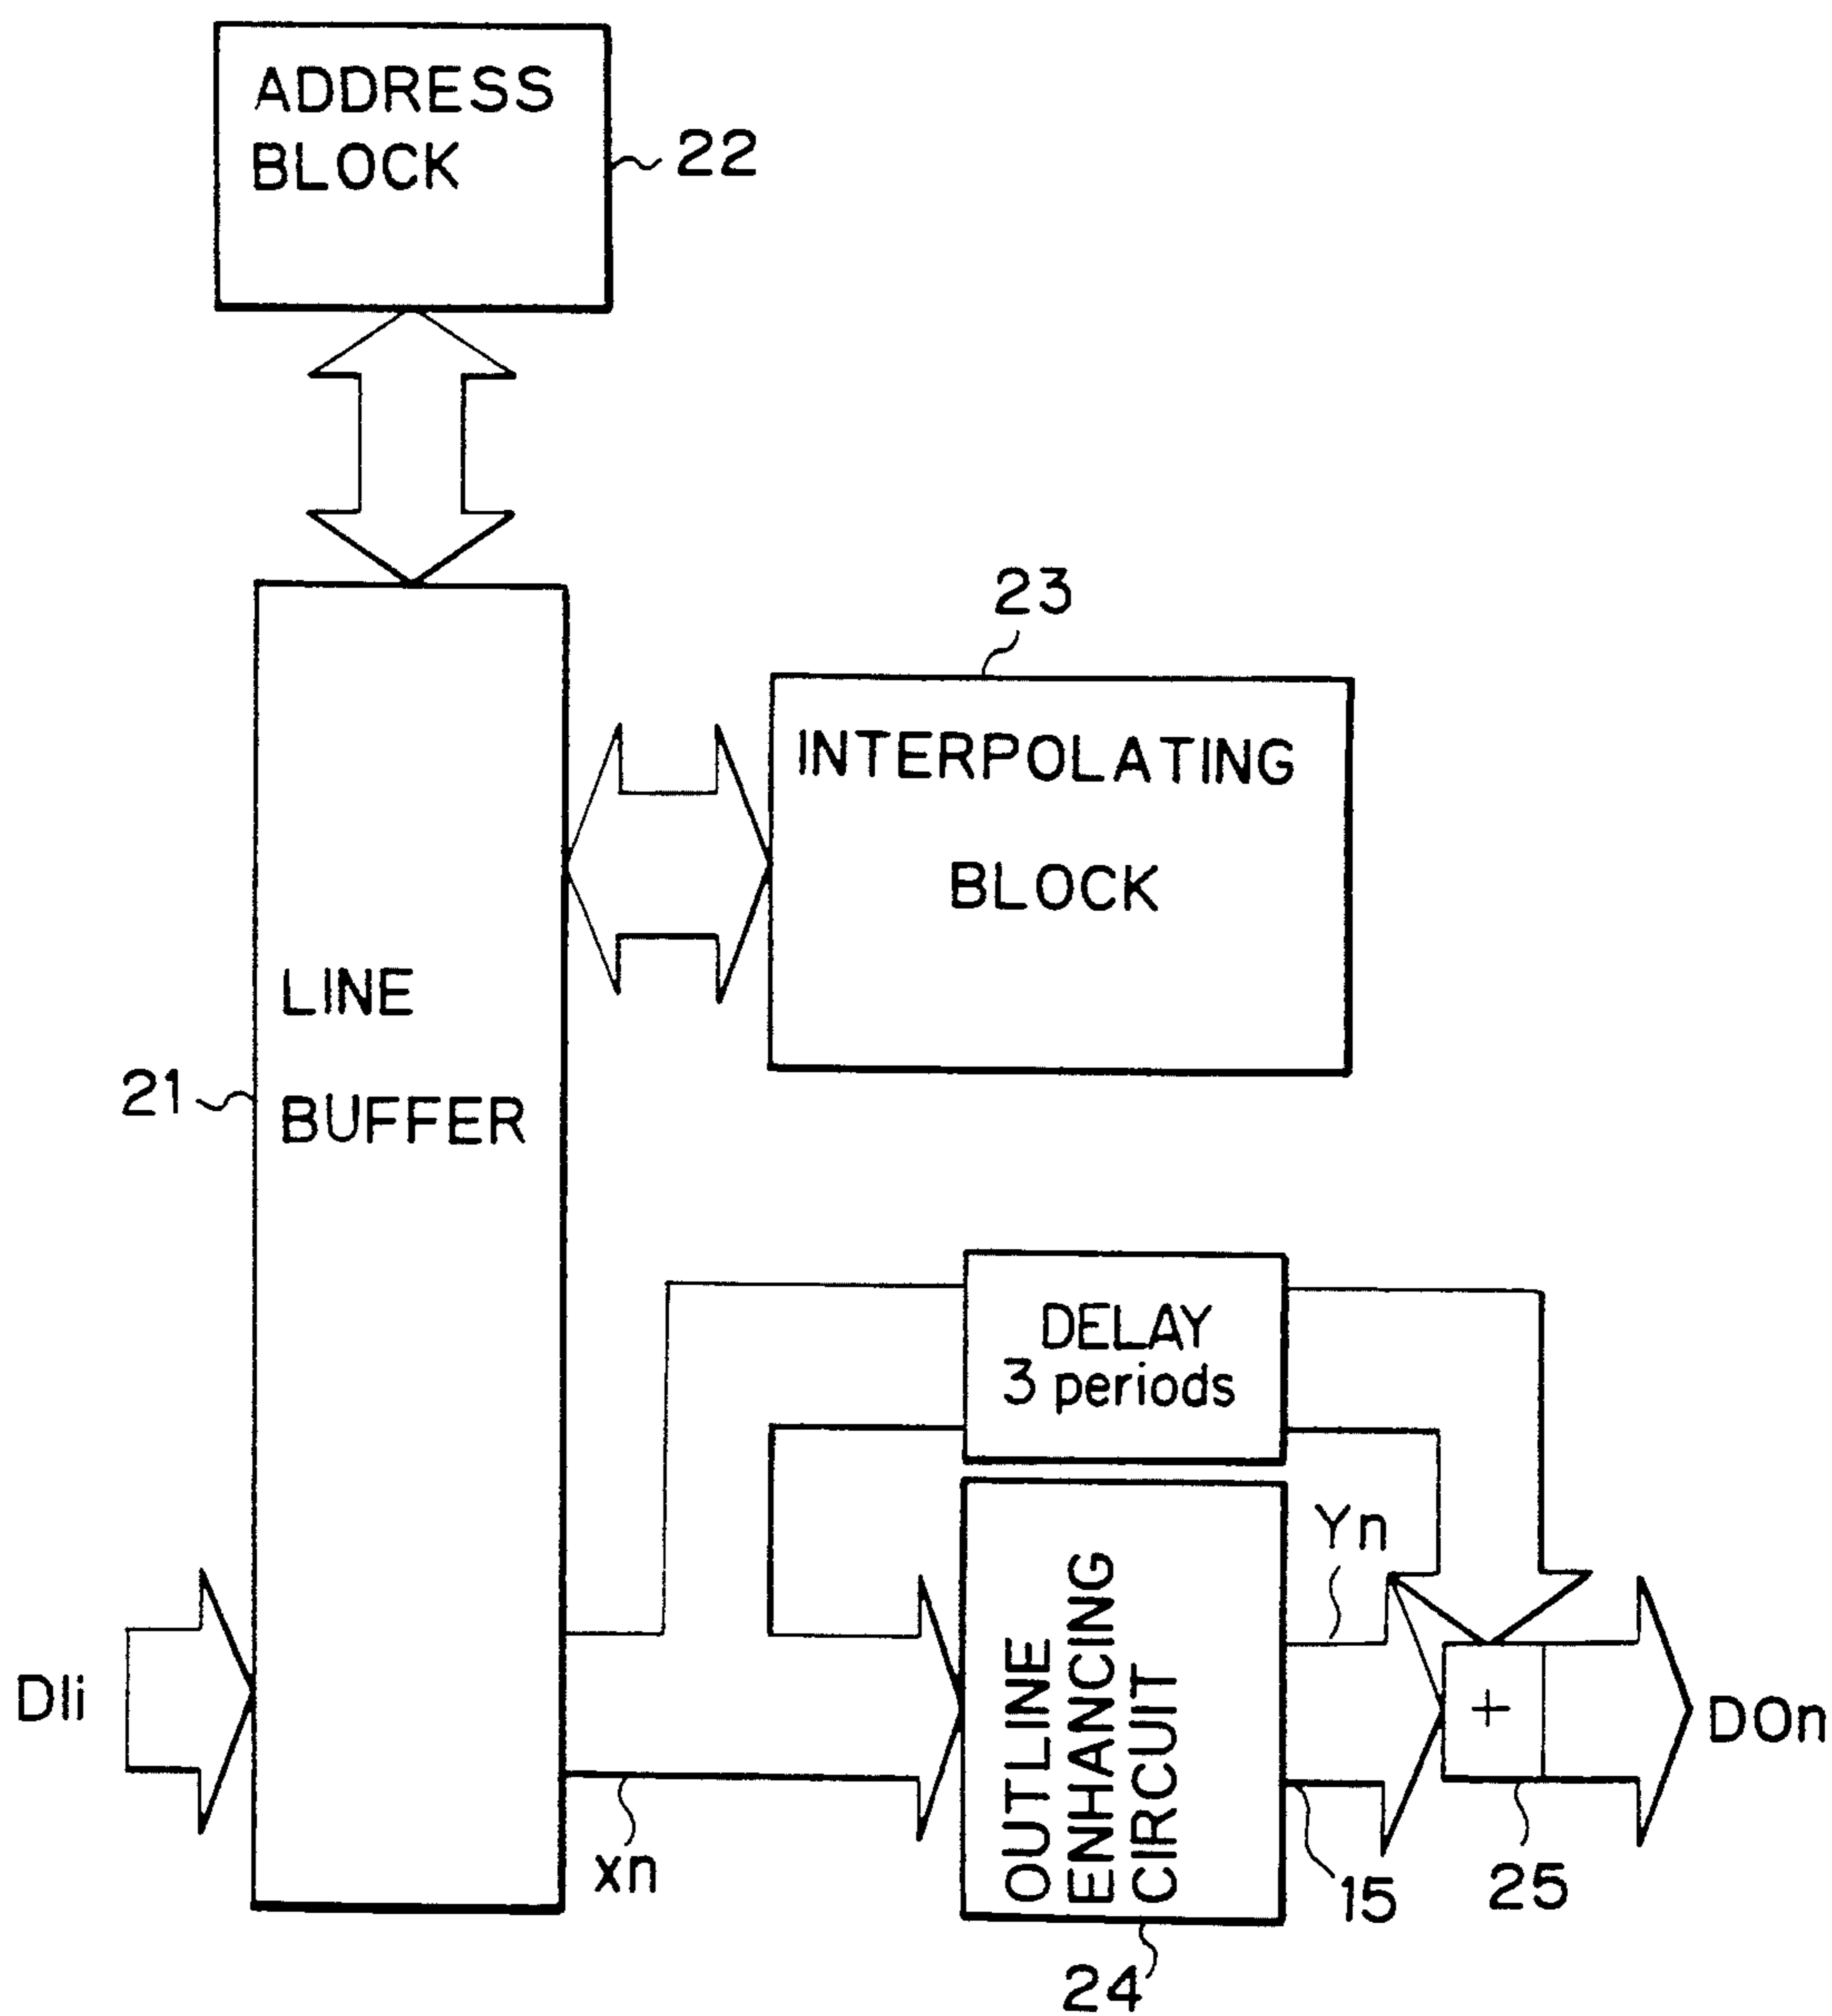 ADDRESS
BLOCK
22
23
INTERPOLATING
BLOCK
LINE
BUFFER
21
DELAY
3 periods
Yn
OUTLINE
ENHANCING
CIRCUIT
+
DIi
DOn
xn
15
25
24